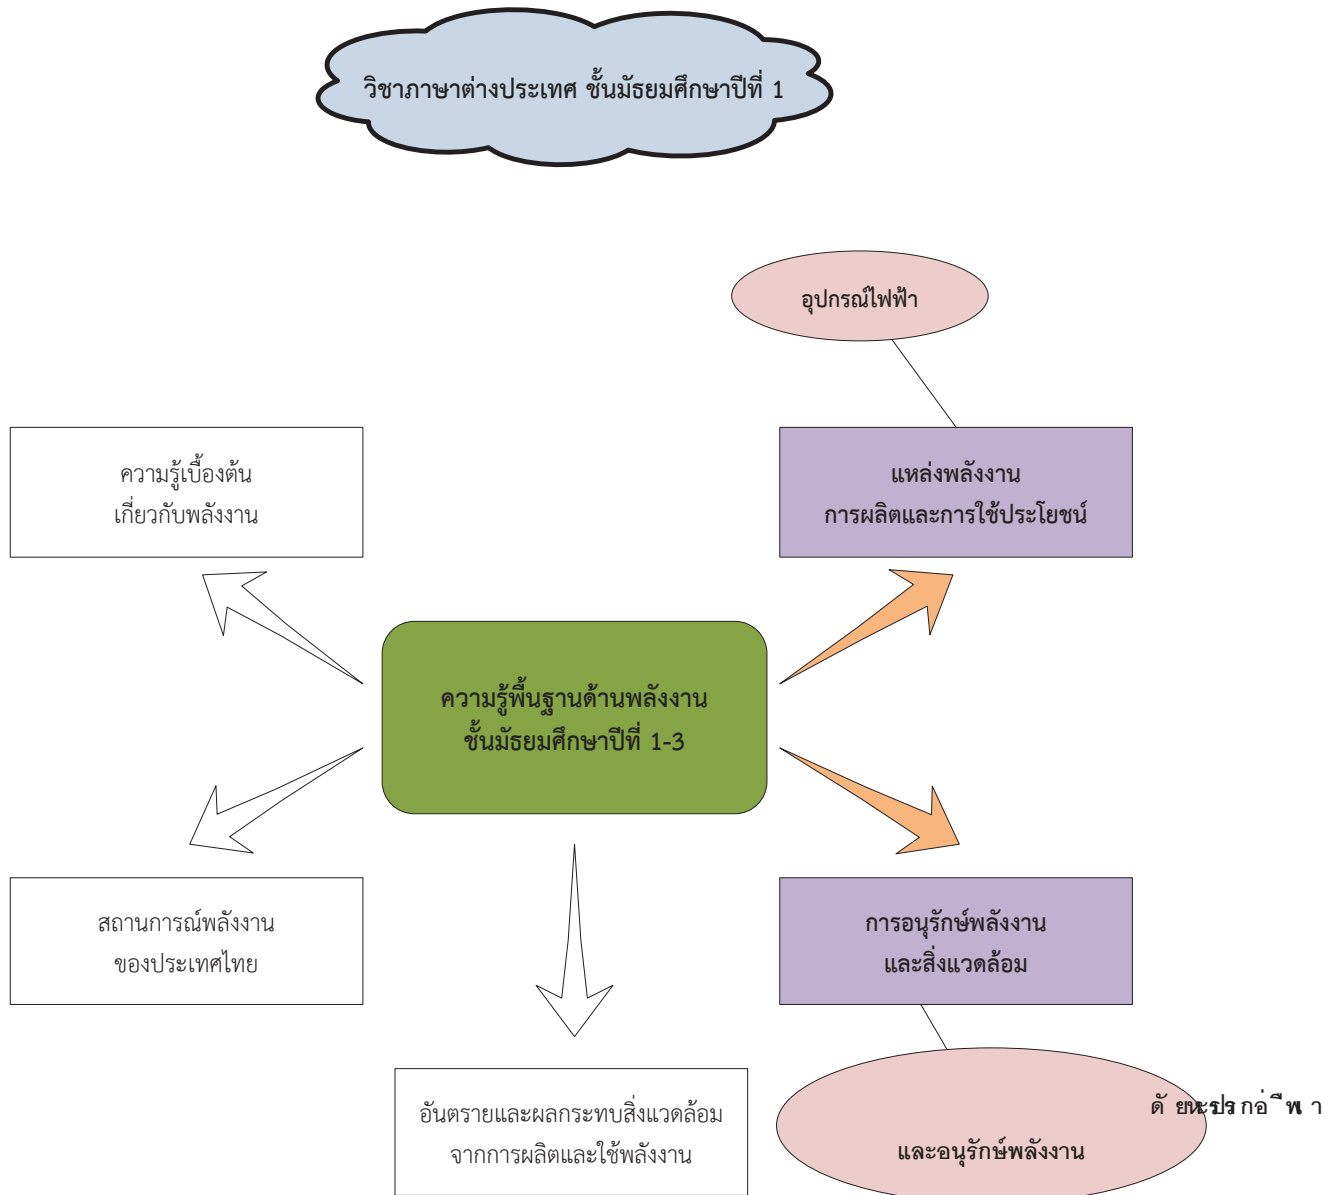 วิชาภาษาต่างประเทศ ชั้นมัธยมศึกษาปีที่ 1
อุปกรณ์ไฟฟ้า
ความรู้เบื้องต้น
เกี่ยวกับพลังงาน
แหล่งพลังงาน
การผลิตและการใช้ประโยชน์
ความรู้พื้นฐานด้านพลังงาน
ชั้นมัธยมศึกษาปีที่ 1-3
สถานการณ์พลังงาน
ของประเทศไทย
การอนุรักษ์พลังงาน
และสิ่งแวดล้อม
อันตรายและผลกระทบสิ่งแวดล้อม
จากการผลิตและใช้พลังงาน
และอนุรักษ์พลังงาน